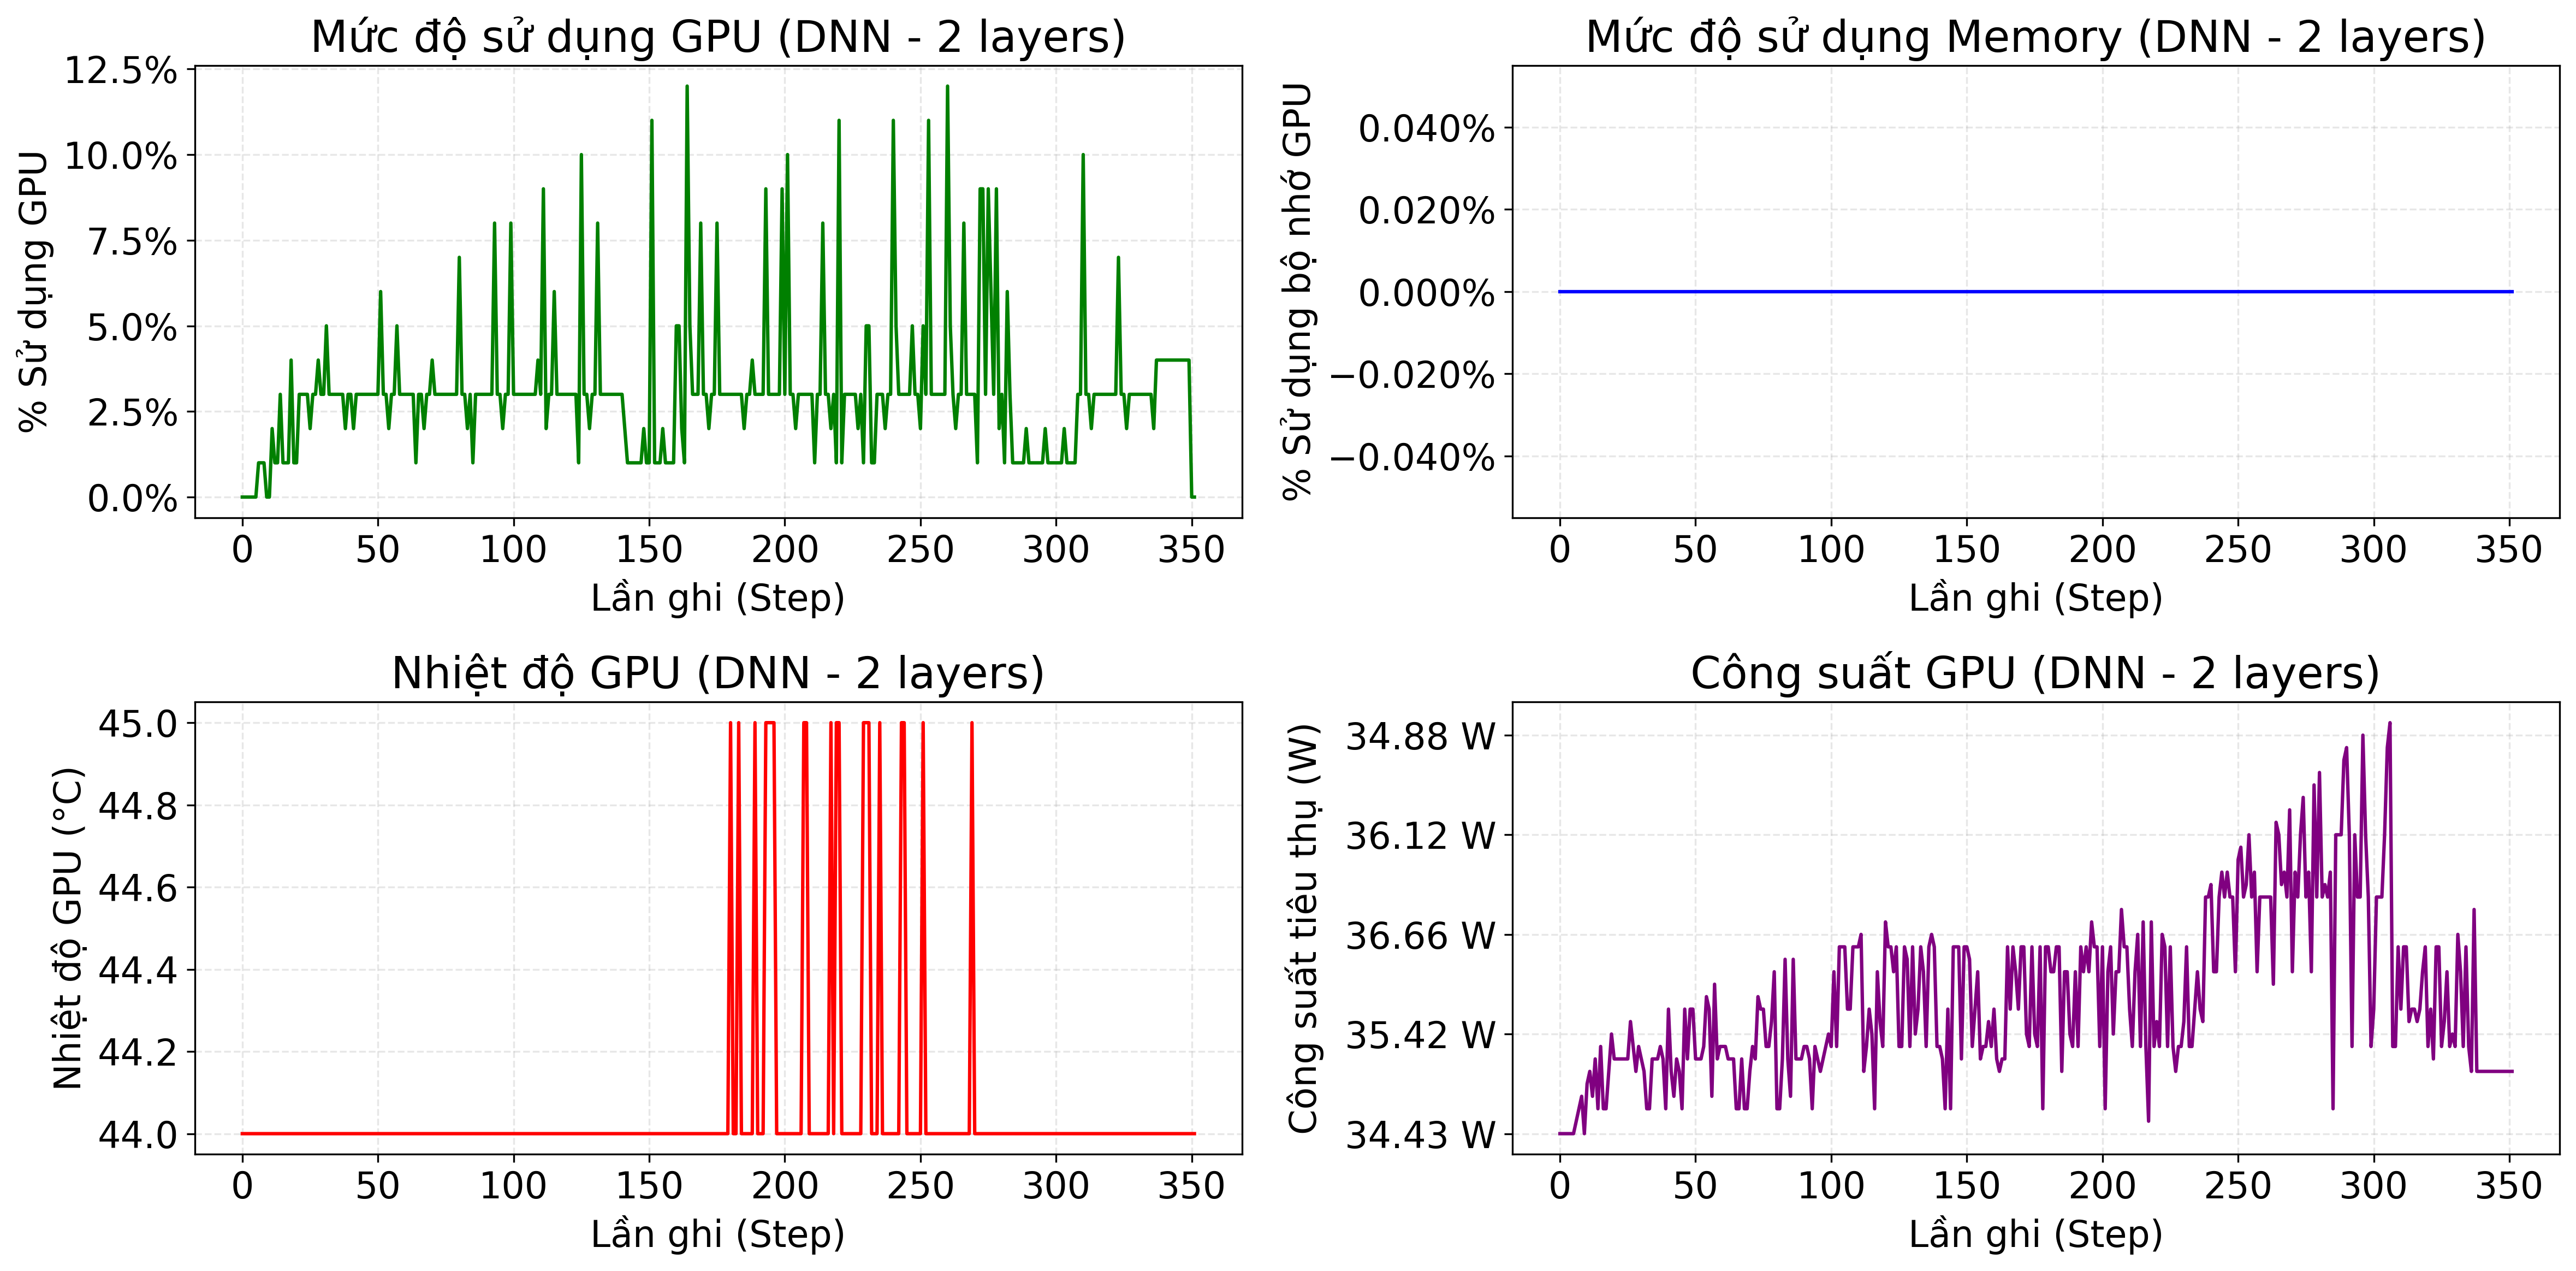 Mức độ sử dụng GPU (DNN - 2 layers)
% Sử dụng GPU
12.5%
10.0%
7.5%
5.0%
2.5%
0.0%
0 50 100 150 200 250 300 350
Lần ghi (Step)
Mức độ sử dụng Memory (DNN - 2 layers)
% Sử dụng bộ nhớ GPU
0.040%
0.020%
0.000%
−0.020%
−0.040%
0 50 100 150 200 250 300 350
Lần ghi (Step)
Nhiệt độ GPU (DNN - 2 layers)
Nhiệt độ GPU (°C)
45.0
44.8
44.6
44.4
44.2
44.0
0 50 100 150 200 250 300 350
Lần ghi (Step)
Công suất GPU (DNN - 2 layers)
Công suất tiêu thụ (W)
34.88 W
36.12 W
36.66 W
35.42 W
34.43 W
0 50 100 150 200 250 300 350
Lần ghi (Step)